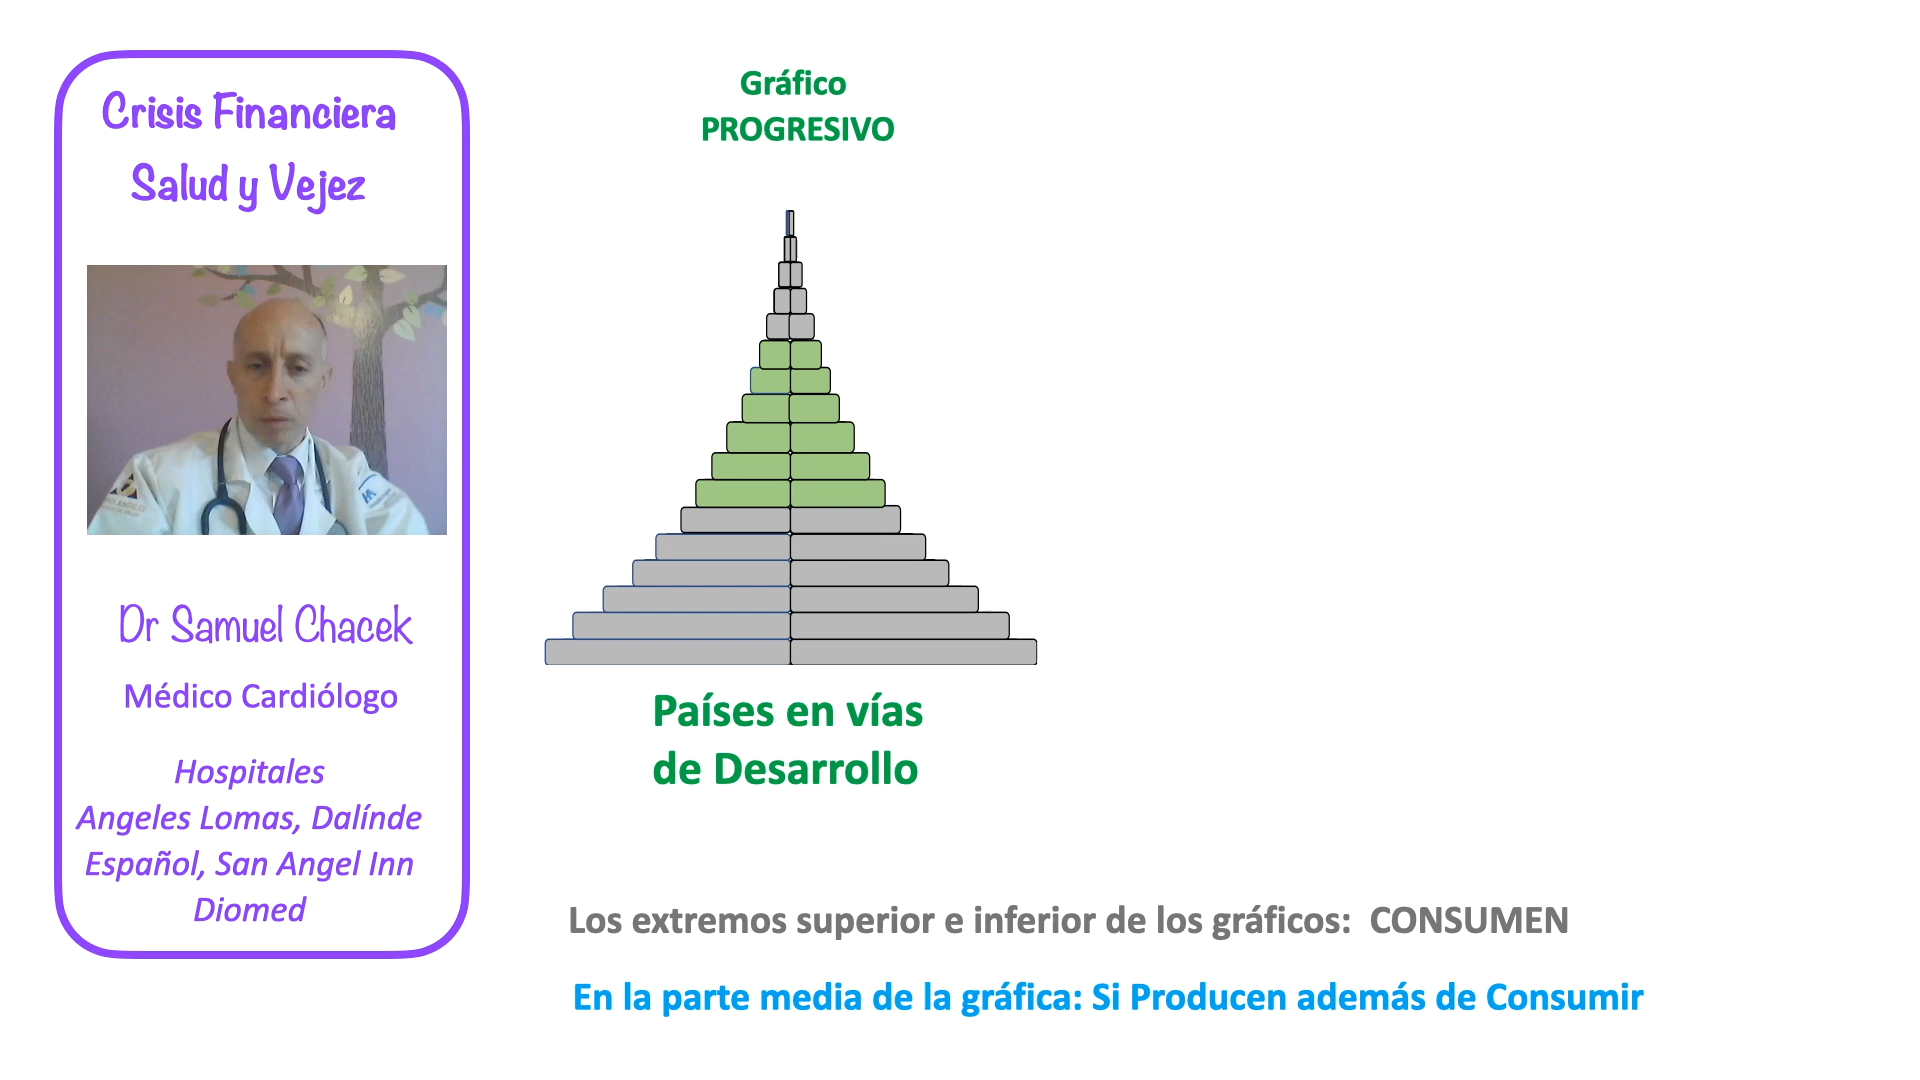 Crisis Financiera
Salud y Vejez
Dr Samuel Chacek
Médico Cardiólogo
Hospitales
Angeles Lomas, Dalínde
Español, San Angel Inn
Diomed
Gráfico
PROGRESIVO
Países en vías
de Desarrollo
Los extremos superior e inferior de los gráficos: CONSUMEN
En la parte media de la gráfica: Si Producen además de Consumir